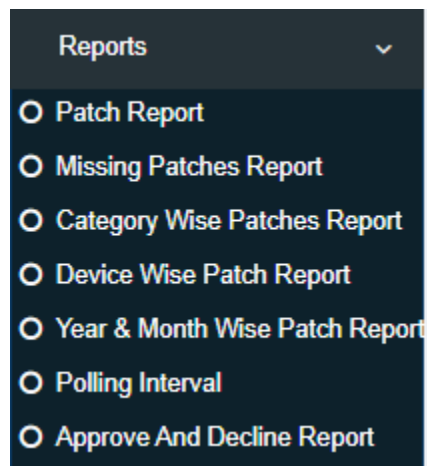 Reports
Patch Report
Missing Patches Report
Category Wise Patches Report
Device Wise Patch Report
Year & Month Wise Patch Report
Polling Interval
Approve And Decline Report